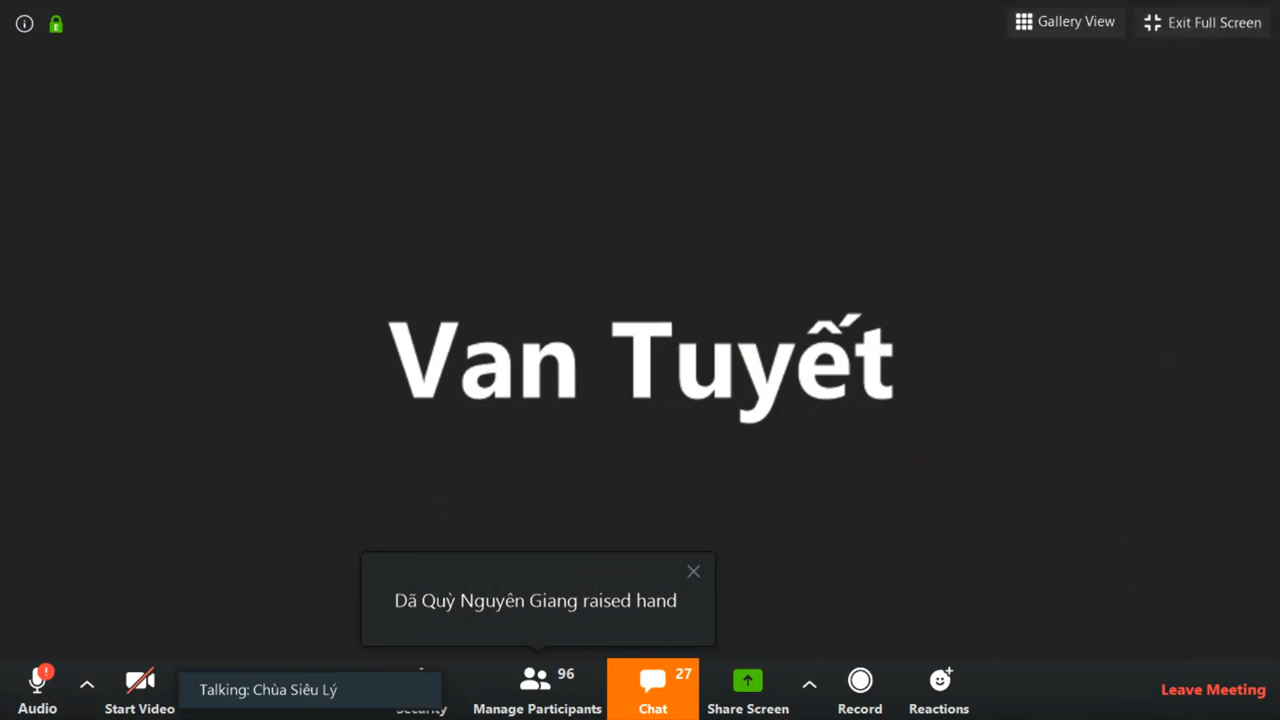 Gallery View
Exit Full Screen
Van Tuyết
Dã Quỳ Nguyên Giang raised hand
96
27
Talking: Chùa Siêu Lý
Audio
Start Video
Security
Manage Participants
Chat
Share Screen
Record
Reactions
Leave Meeting